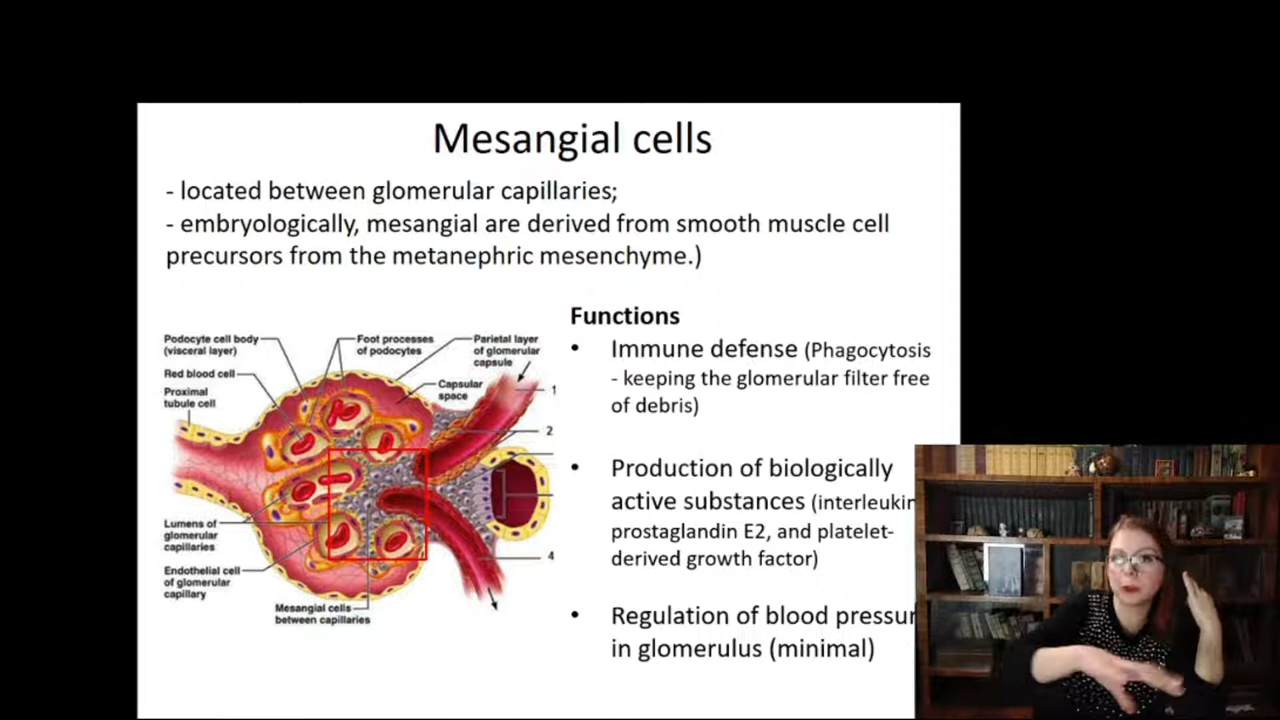 Mesangial cells
- located between glomerular capillaries;
- embryologically, mesangial are derived from smooth muscle cell
precursors from the metanephric mesenchyme.)
Functions
• Immune defense (Phagocytosis
- keeping the glomerular filter free
of debris)
• Production of biologically
active substances (interleukin
prostaglandin E2, and platelet-
derived growth factor)
• Regulation of blood pressur
in glomerulus (minimal)
Podocyte cell body
(visceral layer)
Red blood cell
Proximal
tubule cell
Foot processes
of podocytes
Parietal layer
of glomerular
capsule
Capsular
space
1
2
4
Lumens of
glomerular
capillaries
Endothelial cell
of glomerular
capillary
Mesangial cells
between capillaries